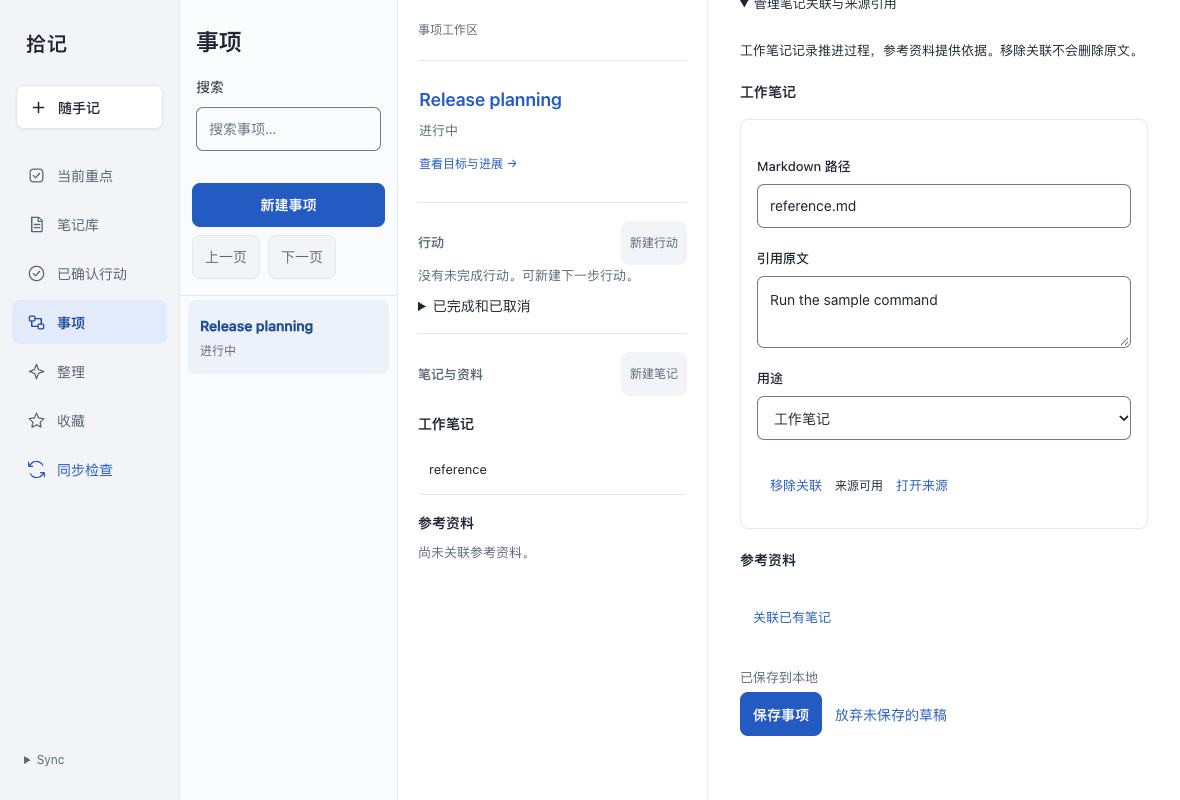 拾记
随手记
当前重点
笔记库
已确认行动
事项
整理
收藏
同步检查
Sync
事项
搜索
搜索事项...
新建事项
上一页
下一页
Release planning
进行中
事项工作区
Release planning
进行中
查看目标与进展 →
行动
新建行动
没有未完成行动。可新建下一步行动。
已完成和已取消
笔记与资料
新建笔记
工作笔记
reference
参考资料
尚未关联参考资料。
管理笔记关联与来源引用
工作笔记记录推进过程，参考资料提供依据。移除关联不会删除原文。
工作笔记
Markdown 路径
reference.md
引用原文
Run the sample command
用途
工作笔记
移除关联
来源可用
打开来源
参考资料
关联已有笔记
已保存到本地
保存事项
放弃未保存的草稿